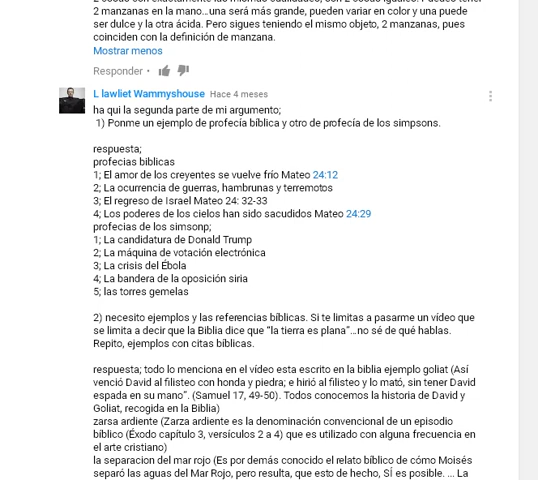 2 manzanas en la mano...una será más grande, pueden variar en color y una puede
ser dulce y la otra ácida. Pero sigues teniendo el mismo objeto, 2 manzanas, pues
coinciden con la definición de manzana.
Mostrar menos
Responder •
L lawliet Wammyshouse Hace 4 meses
ha qui la segunda parte de mi argumento;
1) Ponme un ejemplo de profecía bíblica y otro de profecía de los simpsons.
respuesta;
profecias biblicas
1; El amor de los creyentes se vuelve frío Mateo 24:12
2; La ocurrencia de guerras, hambrunas y terremotos
3; El regreso de Israel Mateo 24: 32-33
4; Los poderes de los cielos han sido sacudidos Mateo 24:29
profecias de los simsonp;
1; La candidatura de Donald Trump
2; La máquina de votación electrónica
3; La crisis del Ébola
4; La bandera de la oposición siria
5; las torres gemelas
2) necesito ejemplos y las referencias bíblicas. Si te limitas a pasarme un vídeo que
se limita a decir que la Biblia dice que "la tierra es plana"...no sé de qué hablas.
Repito, ejemplos con citas bíblicas.
respuesta; todo lo menciona en el vídeo esta escrito en la biblia ejemplo goliat (Así
venció David al filisteo con honda y piedra; e hirió al filisteo y lo mató, sin tener David
espada en su mano". (Samuel 17, 49-50). Todos conocemos la historia de David y
Goliat, recogida en la Biblia)
zarsa ardiente (Zarza ardiente es la denominación convencional de un episodio
bíblico (Éxodo capítulo 3, versículos 2 a 4) que es utilizado con alguna frecuencia en
el arte cristiano)
la separacion del mar rojo (Es por demás conocido el relato bíblico de cómo Moisés
separó las aguas del Mar Rojo, pero resulta, que esto de hecho, SÍ es posible. ... La